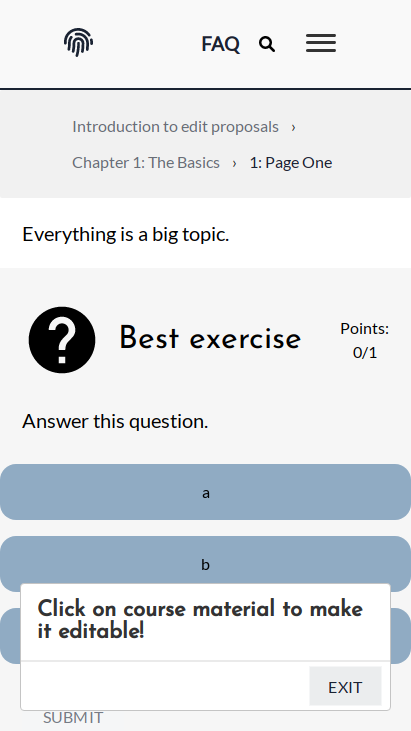 FAQ
Introduction to edit proposals ›
Chapter 1: The Basics › 1: Page One
Everything is a big topic.
Best exercise
Points:
0/1
Answer this question.
a
b
Click on course material to make
it editable!
EXIT
SUBMIT